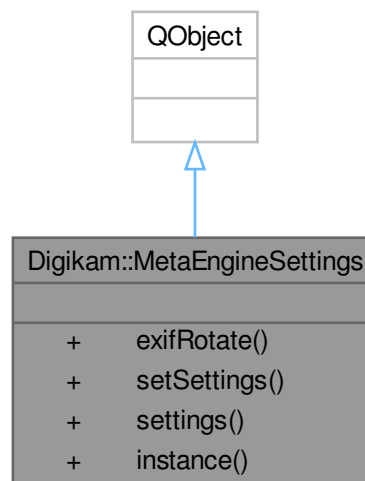 QObject
Digikam::MetaEngineSettings
+ exifRotate()
+ setSettings()
+ settings()
+ instance()